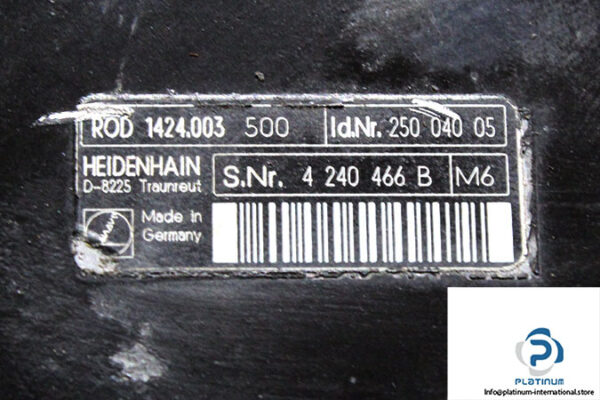 ROD 1424.003 500 Id.Nr. 250 040 05
HEIDENHAIN
D-8225 Traunreut
S.Nr. 4 240 466 B M6
Made in
Germany
PLATINUM
Info@platinum-international.store